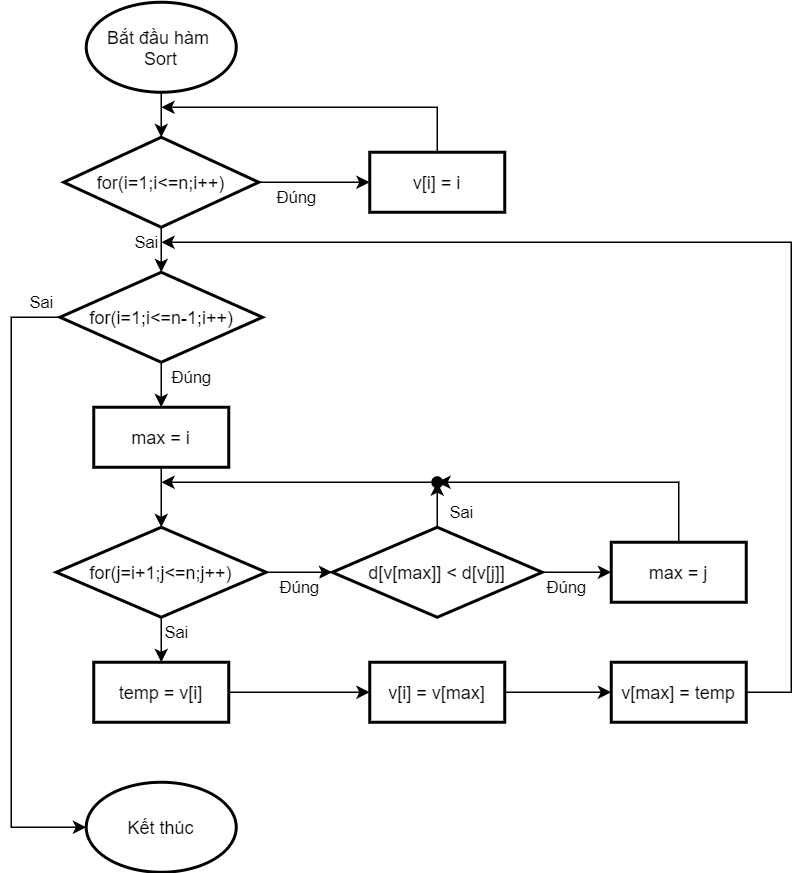 Bắt đầu hàm
Sort
for(i=1;i<=n;i++)
Đúng
v[i] = i
Sai
Sai
for(i=1;i<=n-1;i++)
Đúng
max = i
Sai
for(j=i+1;j<=n;j++)
Đúng
d[v[max]] < d[v[j]]
Đúng
max = j
Sai
temp = v[i]
v[i] = v[max]
v[max] = temp
Kết thúc